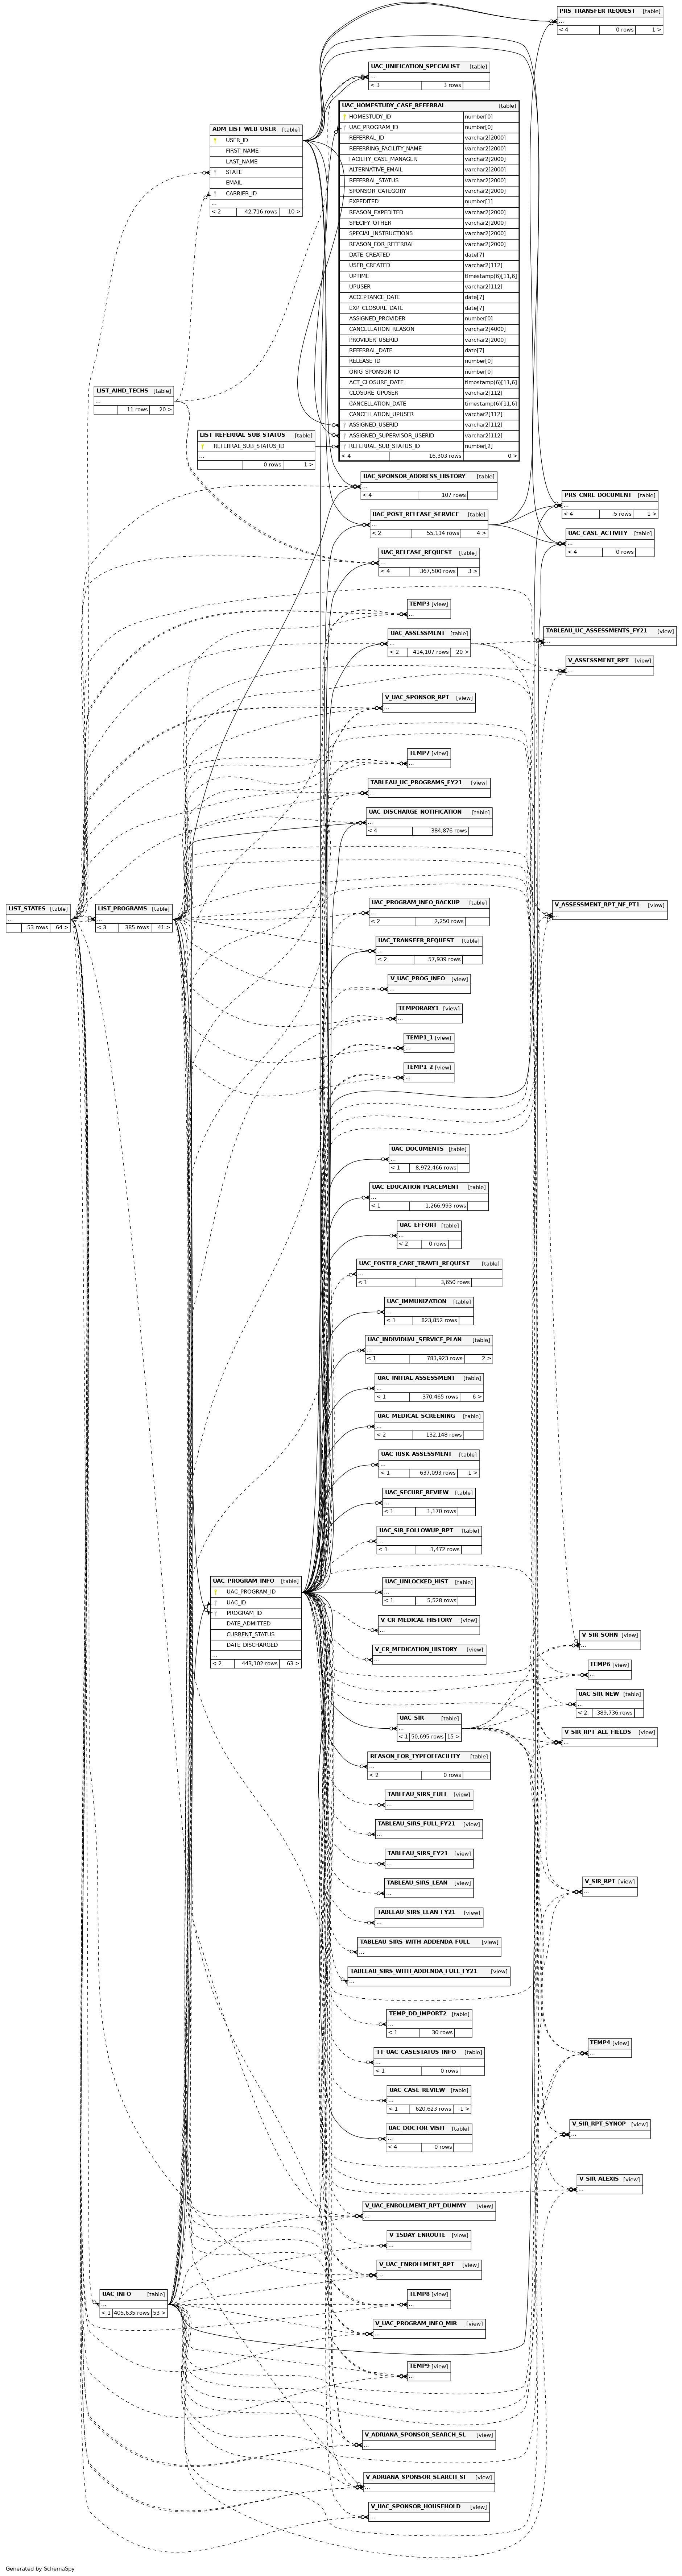 PRS_TRANSFER_REQUEST [table]
...
< 4 0 rows 1 >
UAC_UNIFICATION_SPECIALIST [table]
...
< 3 3 rows
UAC_HOMESTUDY_CASE_REFERRAL [table]
HOMESTUDY_ID number[0]
UAC_PROGRAM_ID number[0]
REFERRAL_ID varchar2[2000]
REFERRING_FACILITY_NAME varchar2[2000]
FACILITY_CASE_MANAGER varchar2[2000]
ALTERNATIVE_EMAIL varchar2[2000]
REFERRAL_STATUS varchar2[2000]
SPONSOR_CATEGORY varchar2[2000]
EXPEDITED number[1]
REASON_EXPEDITED varchar2[2000]
SPECIFY_OTHER varchar2[2000]
SPECIAL_INSTRUCTIONS varchar2[2000]
REASON_FOR_REFERRAL varchar2[2000]
DATE_CREATED date[7]
USER_CREATED varchar2[112]
UPTIME timestamp(6)[11,6]
UPUSER varchar2[112]
ACCEPTANCE_DATE date[7]
EXP_CLOSURE_DATE date[7]
ASSIGNED_PROVIDER number[0]
CANCELLATION_REASON varchar2[4000]
PROVIDER_USERID varchar2[2000]
REFERRAL_DATE date[7]
RELEASE_ID number[0]
ORIG_SPONSOR_ID number[0]
ACT_CLOSURE_DATE timestamp(6)[11,6]
CLOSURE_UPUSER varchar2[112]
CANCELLATION_DATE timestamp(6)[11,6]
CANCELLATION_UPUSER varchar2[112]
ASSIGNED_USERID varchar2[112]
ASSIGNED_SUPERVISOR_USERID varchar2[112]
REFERRAL_SUB_STATUS_ID number[2]
< 4 16,303 rows 0 >
ADM_LIST_WEB_USER [table]
USER_ID
FIRST_NAME
LAST_NAME
STATE
EMAIL
CARRIER_ID
...
< 2 42,716 rows 10 >
LIST_AIHD_TECHS [table]
...
11 rows 20 >
LIST_REFERRAL_SUB_STATUS [table]
REFERRAL_SUB_STATUS_ID
...
0 rows 1 >
UAC_SPONSOR_ADDRESS_HISTORY [table]
...
< 4 107 rows
PRS_CNRE_DOCUMENT [table]
...
< 4 5 rows 1 >
UAC_POST_RELEASE_SERVICE [table]
...
< 2 55,114 rows 4 >
UAC_CASE_ACTIVITY [table]
...
< 4 0 rows
UAC_RELEASE_REQUEST [table]
...
< 4 367,500 rows 3 >
TEMP3 [view]
...
UAC_ASSESSMENT [table]
...
< 2 414,107 rows 20 >
TABLEAU_UC_ASSESSMENTS_FY21 [view]
...
V_ASSESSMENT_RPT [view]
...
V_UAC_SPONSOR_RPT [view]
...
TEMP7 [view]
...
TABLEAU_UC_PROGRAMS_FY21 [view]
...
UAC_DISCHARGE_NOTIFICATION [table]
...
< 4 384,876 rows
LIST_STATES [table]
...
53 rows 64 >
LIST_PROGRAMS [table]
...
< 3 385 rows 41 >
UAC_PROGRAM_INFO_BACKUP [table]
...
< 2 2,250 rows
V_ASSESSMENT_RPT_NF_PT1 [view]
...
UAC_TRANSFER_REQUEST [table]
...
< 2 57,939 rows
V_UAC_PROG_INFO [view]
...
TEMPORARY1 [view]
...
TEMP1_1 [view]
...
TEMP1_2 [view]
...
UAC_DOCUMENTS [table]
...
< 1 8,972,466 rows
UAC_EDUCATION_PLACEMENT [table]
...
< 1 1,266,993 rows
UAC_EFFORT [table]
...
< 2 0 rows
UAC_FOSTER_CARE_TRAVEL_REQUEST [table]
...
< 1 3,650 rows
UAC_IMMUNIZATION [table]
...
< 1 823,852 rows
UAC_INDIVIDUAL_SERVICE_PLAN [table]
...
< 1 783,923 rows 2 >
UAC_INITIAL_ASSESSMENT [table]
...
< 1 370,465 rows 6 >
UAC_MEDICAL_SCREENING [table]
...
< 2 132,148 rows
UAC_RISK_ASSESSMENT [table]
...
< 1 637,093 rows 1 >
UAC_SECURE_REVIEW [table]
...
< 1 1,170 rows
UAC_SIR_FOLLOWUP_RPT [table]
...
< 1 1,472 rows
UAC_PROGRAM_INFO [table]
UAC_PROGRAM_ID
UAC_ID
PROGRAM_ID
DATE_ADMITTED
CURRENT_STATUS
DATE_DISCHARGED
...
< 2 443,102 rows 63 >
UAC_UNLOCKED_HIST [table]
...
< 1 5,528 rows
V_CR_MEDICAL_HISTORY [view]
...
V_CR_MEDICATION_HISTORY [view]
...
V_SIR_SOHN [view]
...
TEMP6 [view]
...
UAC_SIR_NEW [table]
...
< 2 389,736 rows
UAC_SIR [table]
...
< 1 50,695 rows 15 >
V_SIR_RPT_ALL_FIELDS [view]
...
REASON_FOR_TYPEOFFACILITY [table]
...
< 2 0 rows
TABLEAU_SIRS_FULL [view]
...
TABLEAU_SIRS_FULL_FY21 [view]
...
TABLEAU_SIRS_FY21 [view]
...
TABLEAU_SIRS_LEAN [view]
...
V_SIR_RPT [view]
...
TABLEAU_SIRS_LEAN_FY21 [view]
...
TABLEAU_SIRS_WITH_ADDENDA_FULL [view]
...
TABLEAU_SIRS_WITH_ADDENDA_FULL_FY21 [view]
...
TEMP_DD_IMPORT2 [table]
...
< 1 30 rows
TEMP4 [view]
...
TT_UAC_CASESTATUS_INFO [table]
...
< 1 0 rows
UAC_CASE_REVIEW [table]
...
< 1 620,623 rows 1 >
UAC_DOCTOR_VISIT [table]
...
< 4 0 rows
V_SIR_RPT_SYNOP [view]
...
V_SIR_ALEXIS [view]
...
V_UAC_ENROLLMENT_RPT_DUMMY [view]
...
V_15DAY_ENROUTE [view]
...
V_UAC_ENROLLMENT_RPT [view]
...
UAC_INFO [table]
...
< 1 405,635 rows 53 >
TEMP8 [view]
...
V_UAC_PROGRAM_INFO_MIR [view]
...
TEMP9 [view]
...
V_ADRIANA_SPONSOR_SEARCH_SL [view]
...
V_ADRIANA_SPONSOR_SEARCH_SI [view]
...
V_UAC_SPONSOR_HOUSEHOLD [view]
...
Generated by SchemaSpy